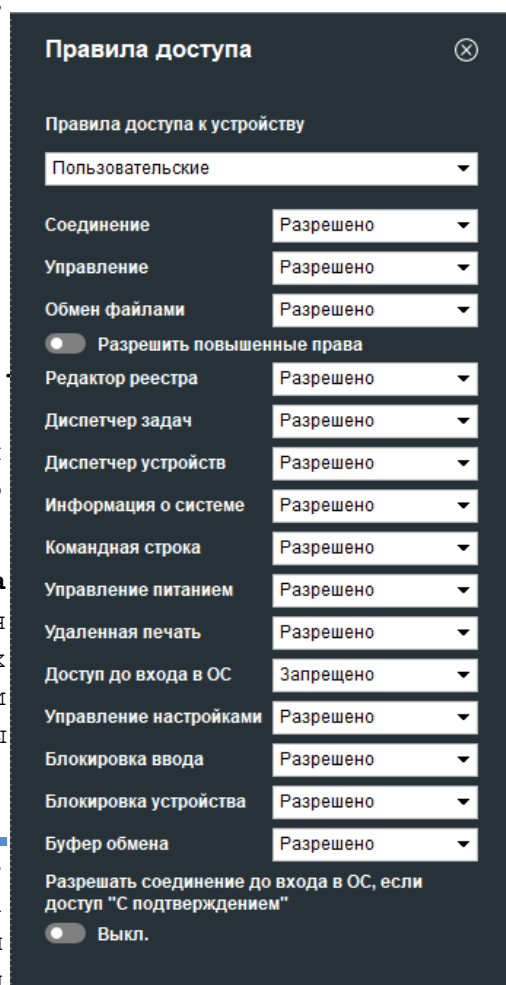 Правила доступа
Правила доступа к устройству
Пользовательские
Соединение Разрешено
Управление Разрешено
Обмен файлами Разрешено
Разрешить повышенные права
Редактор реестра Разрешено
Диспетчер задач Разрешено
Диспетчер устройств Разрешено
Информация о системе Разрешено
Командная строка Разрешено
Управление питанием Разрешено
Удаленная печать Разрешено
Доступ до входа в ОС Запрещено
Управление настройками Разрешено
Блокировка ввода Разрешено
Блокировка устройства Разрешено
Буфер обмена Разрешено
Разрешать соединение до входа в ОС, если
доступ "С подтверждением"
Выкл.